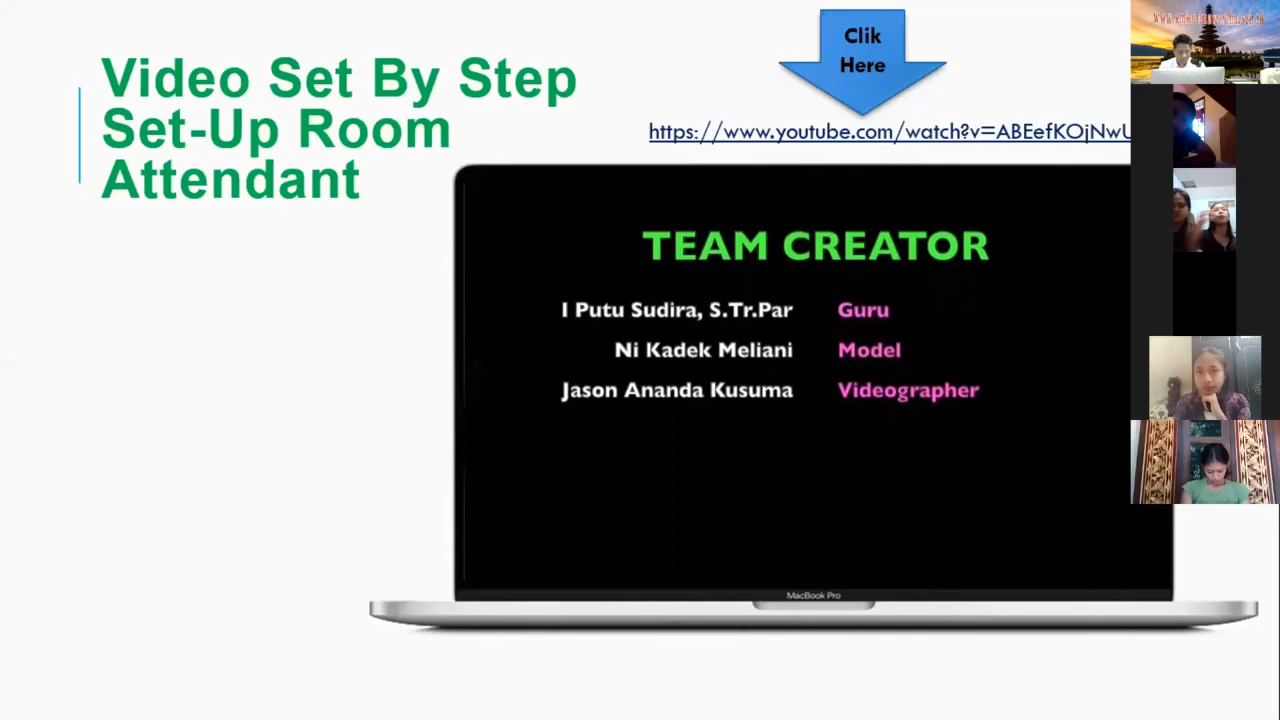 Video Set By Step
Set-Up Room
Attendant
Clik
Here
https://www.youtube.com/watch?v=ABEefKOjNwU
TEAM CREATOR
I Putu Sudira, S.Tr.Par Guru
Ni Kadek Meliani Model
Jason Ananda Kusuma Videographer
MacBook Pro